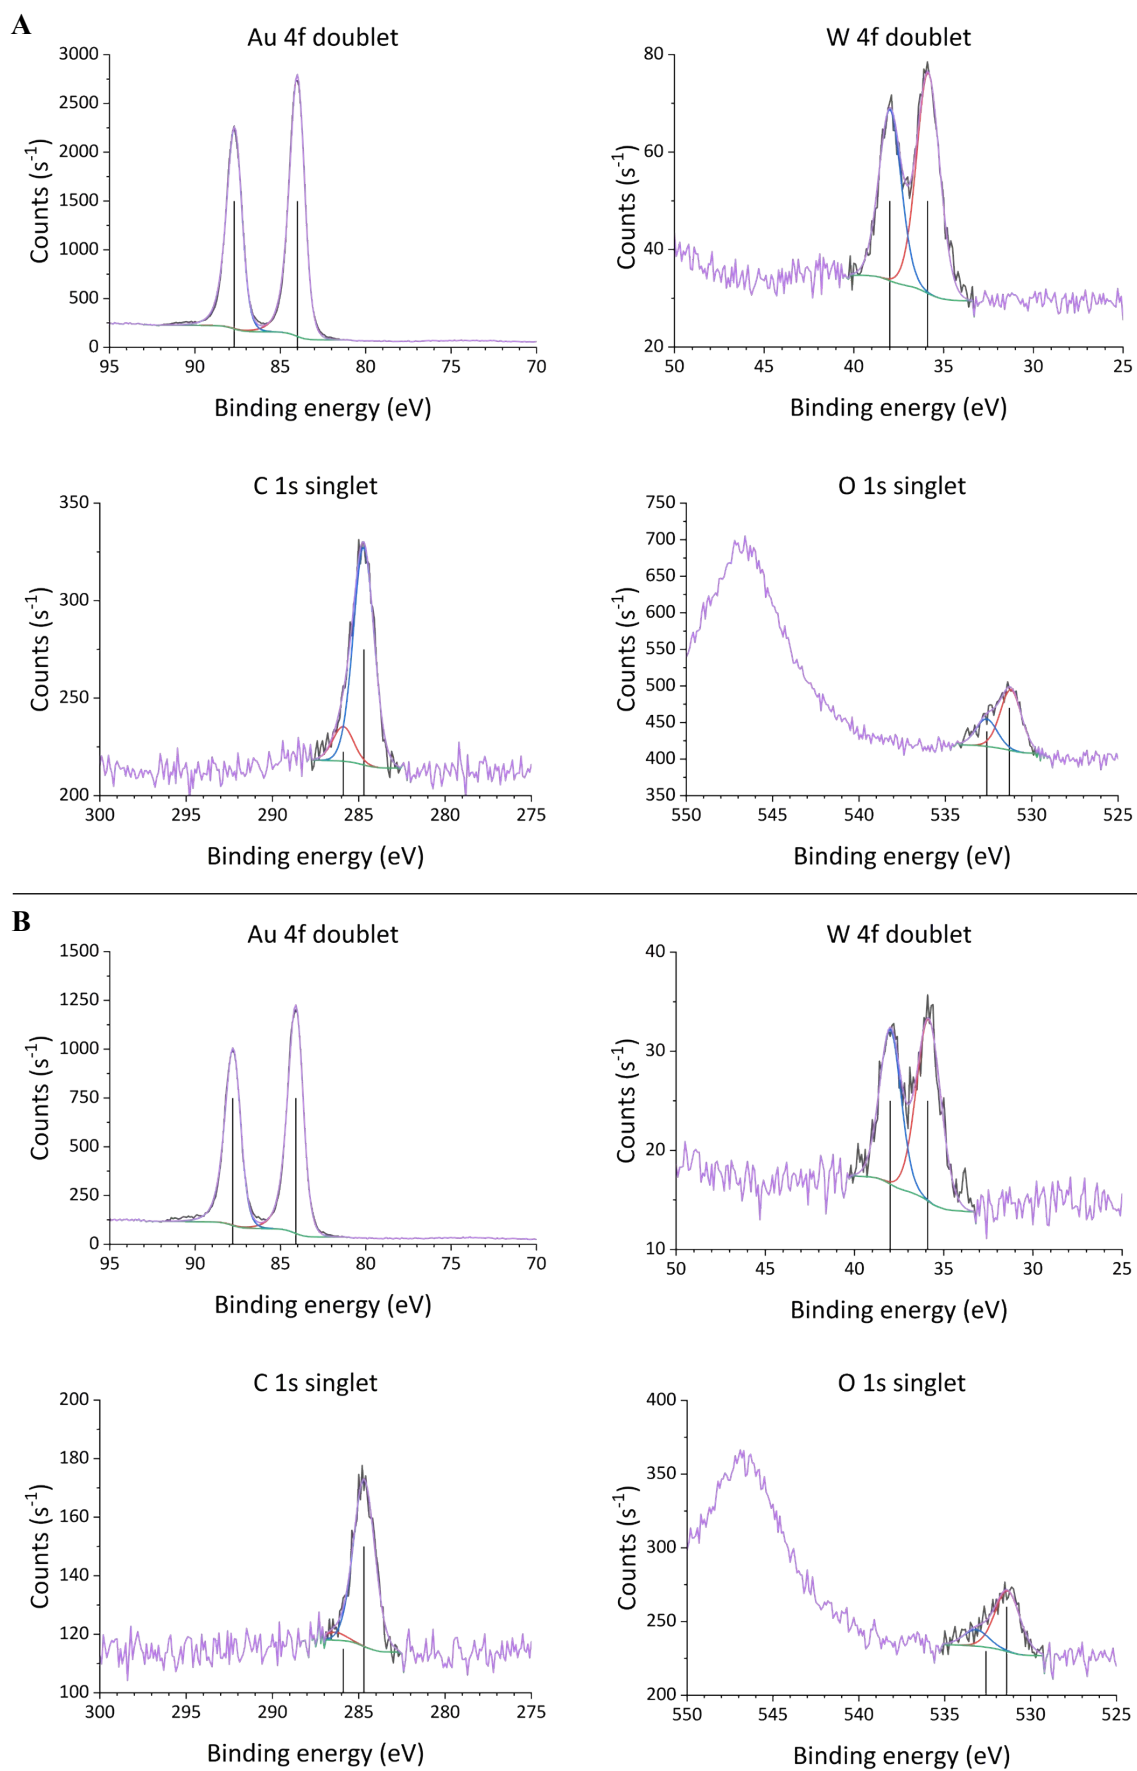 A
Au 4f doublet
Counts (s-1)
3000
2500
2000
1500
1000
500
0
95 90 85 80 75 70
Binding energy (eV)
W 4f doublet
Counts (s-1)
80
60
40
20
50 45 40 35 30 25
Binding energy (eV)
C 1s singlet
Counts (s-1)
350
300
250
200
300 295 290 285 280 275
Binding energy (eV)
O 1s singlet
Counts (s-1)
750
700
650
600
550
500
450
400
350
550 545 540 535 530 525
Binding energy (eV)
B
Au 4f doublet
Counts (s-1)
1500
1250
1000
750
500
250
0
95 90 85 80 75 70
Binding energy (eV)
W 4f doublet
Counts (s-1)
40
30
20
10
50 45 40 35 30 25
Binding energy (eV)
C 1s singlet
Counts (s-1)
200
180
160
140
120
100
300 295 290 285 280 275
Binding energy (eV)
O 1s singlet
Counts (s-1)
400
350
300
250
200
550 545 540 535 530 525
Binding energy (eV)